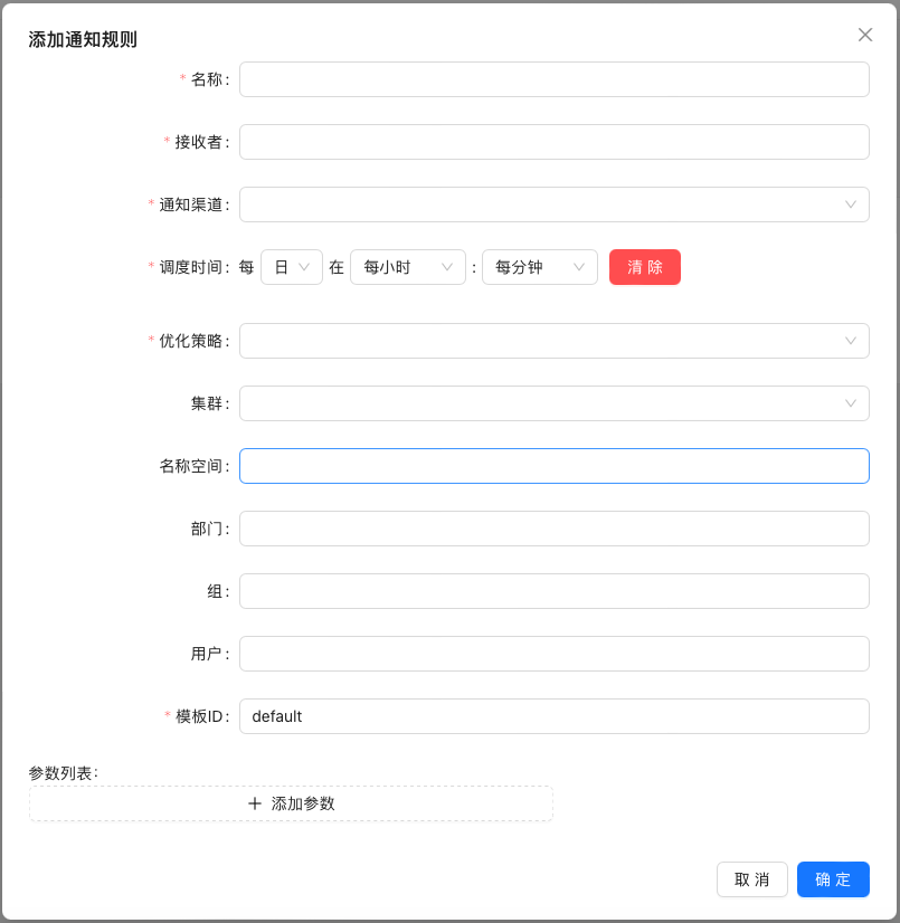 添加通知规则
* 名称:
* 接收者:
* 通知渠道:
* 调度时间: 每 日 在 每小时 : 每分钟 清 除
* 优化策略:
集群:
名称空间:
部门:
组:
用户:
* 模板ID: default
参数列表:
+ 添加参数
取 消 确 定